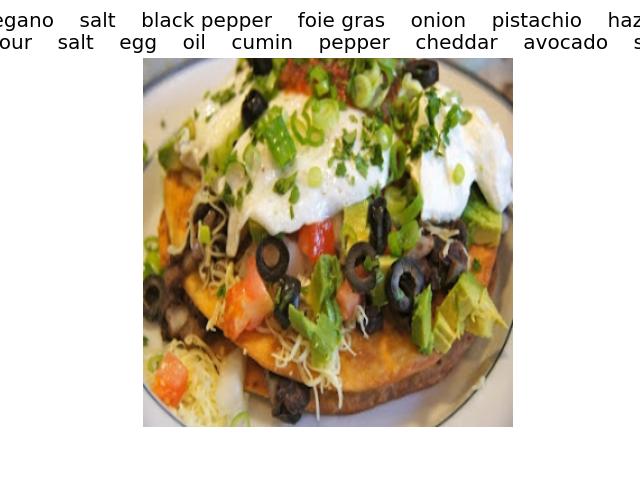 egano salt black pepper foie gras onion pistachio haz
our salt egg oil cumin pepper cheddar avocado s